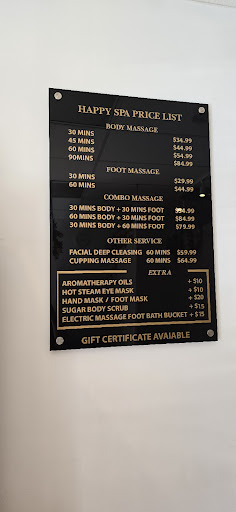 HAPPY SPA PRICE LIST
BODY MASSAGE
30 MINS $34.99
45 MINS $44.99
60 MINS $54.99
90MINS $84.99
FOOT MASSAGE
30 MINS $29.99
60 MINS $44.99
COMBO MASSAGE
30 MINS BODY + 30 MINS FOOT
60 MINS BODY + 30 MINS FOOT $84.99
30 MINS BODY + 60 MINS FOOT $79.99
OTHER SERVICE
FACIAL DEEP CLEASING 60 MINS $59.99
CUPPING MASSAGE 60 MINS $64.99
EXTRA
AROMATHERAPY OILS + $10
HOT STEAM EYE MASK + $10
HAND MASK / FOOT MASK + $20
SUGAR BODY SCRUB + $15
ELECTRIC MASSAGE FOOT BATH BUCKET + $15
GIFT CERTIFICATE AVAIABLE